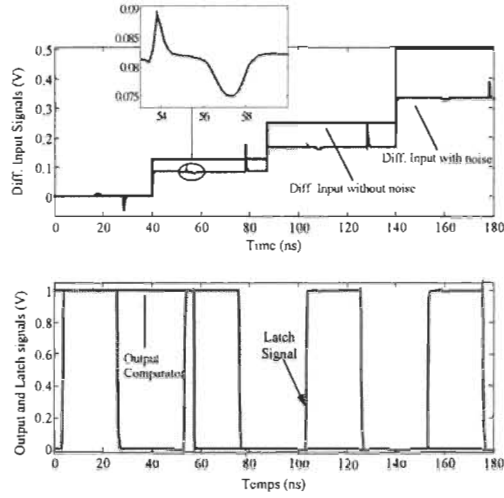 0.09
0.085
0.08
0.075
54 56 58
0.5
0.4
0.3
0.2
0.1
0
Diff. Input Signals (V)
Diff. Input with noise
Diff. Input without noise
0 20 40 60 80 100 120 140 160 180
Time (ns)
1
0.8
0.6
0.4
0.2
0
Output and Latch signals (V)
Output
Comparator
Latch
Signal
0 20 40 60 80 100 120 140 160 180
Temps (ns)